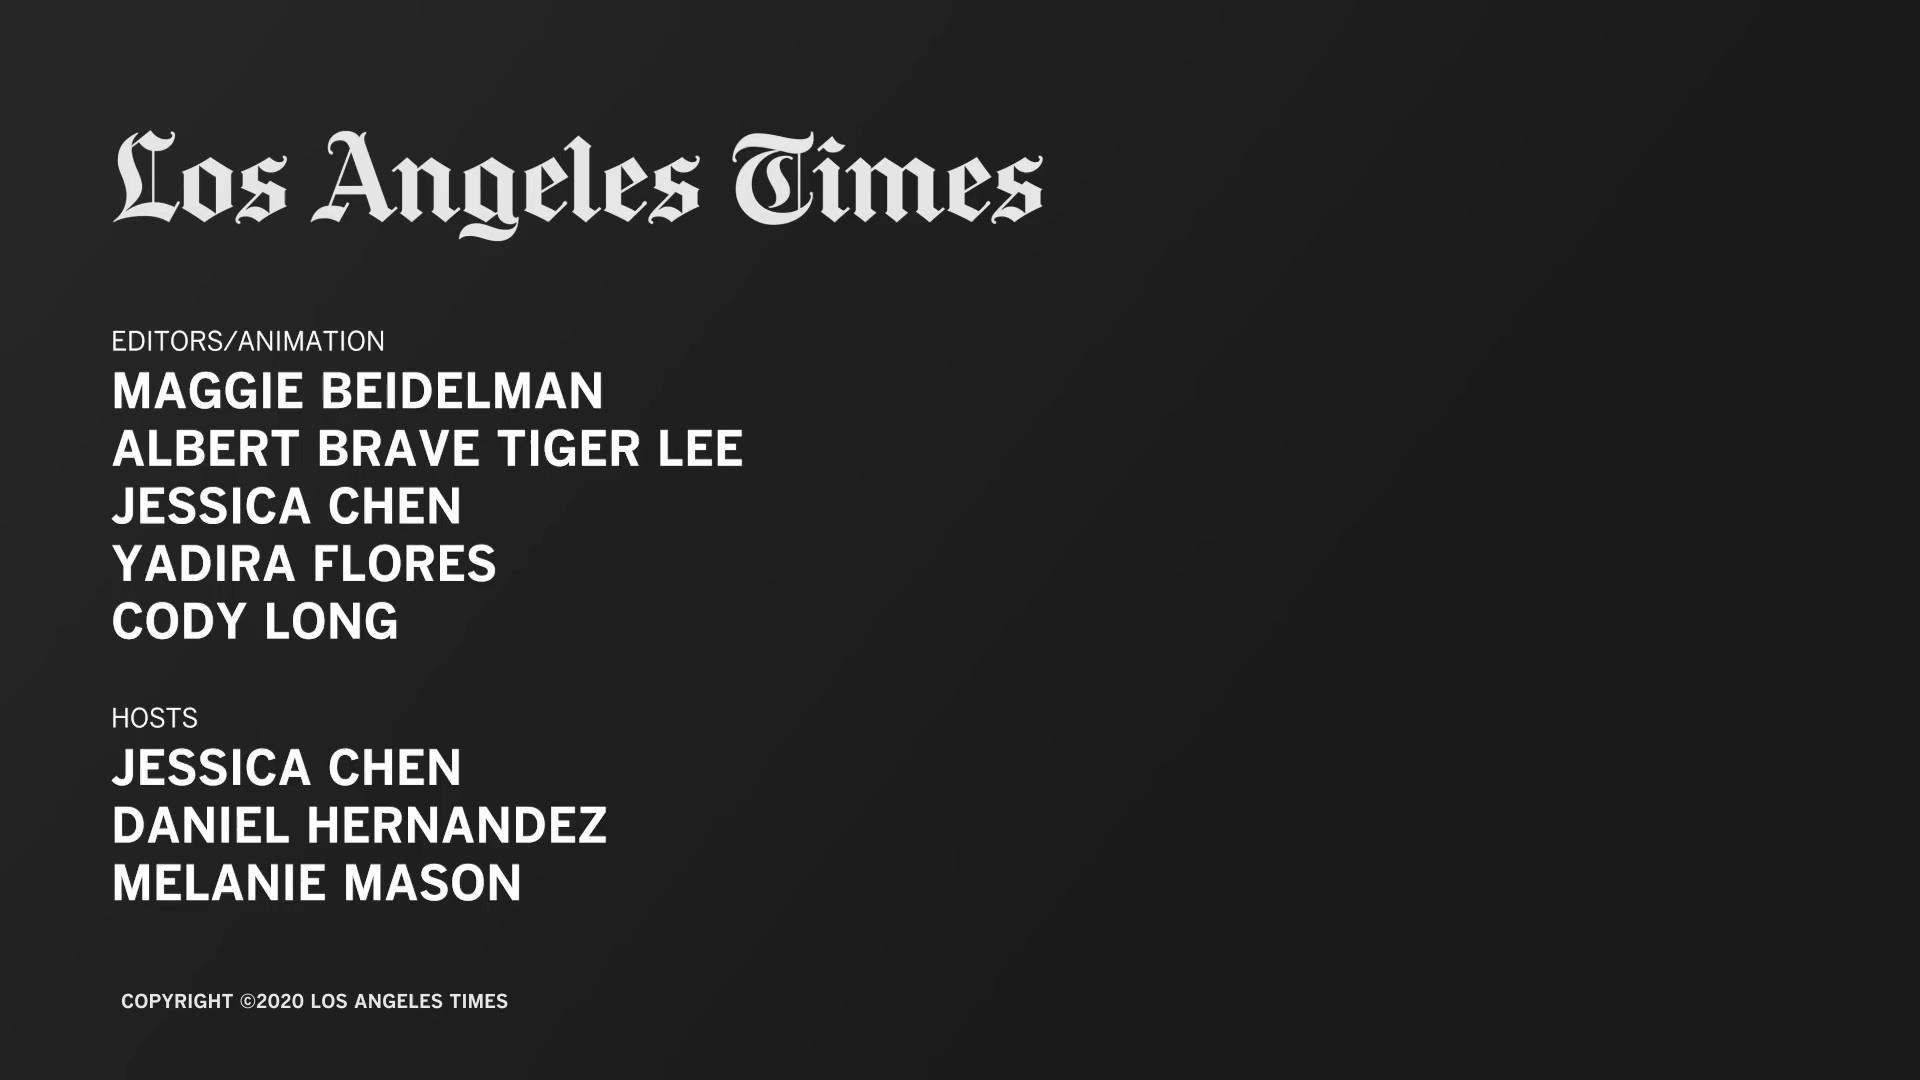 Los Angeles Times
EDITORS/ANIMATION
MAGGIE BEIDELMAN
ALBERT BRAVE TIGER LEE
JESSICA CHEN
YADIRA FLORES
CODY LONG
HOSTS
JESSICA CHEN
DANIEL HERNANDEZ
MELANIE MASON
COPYRIGHT ©2020 LOS ANGELES TIMES